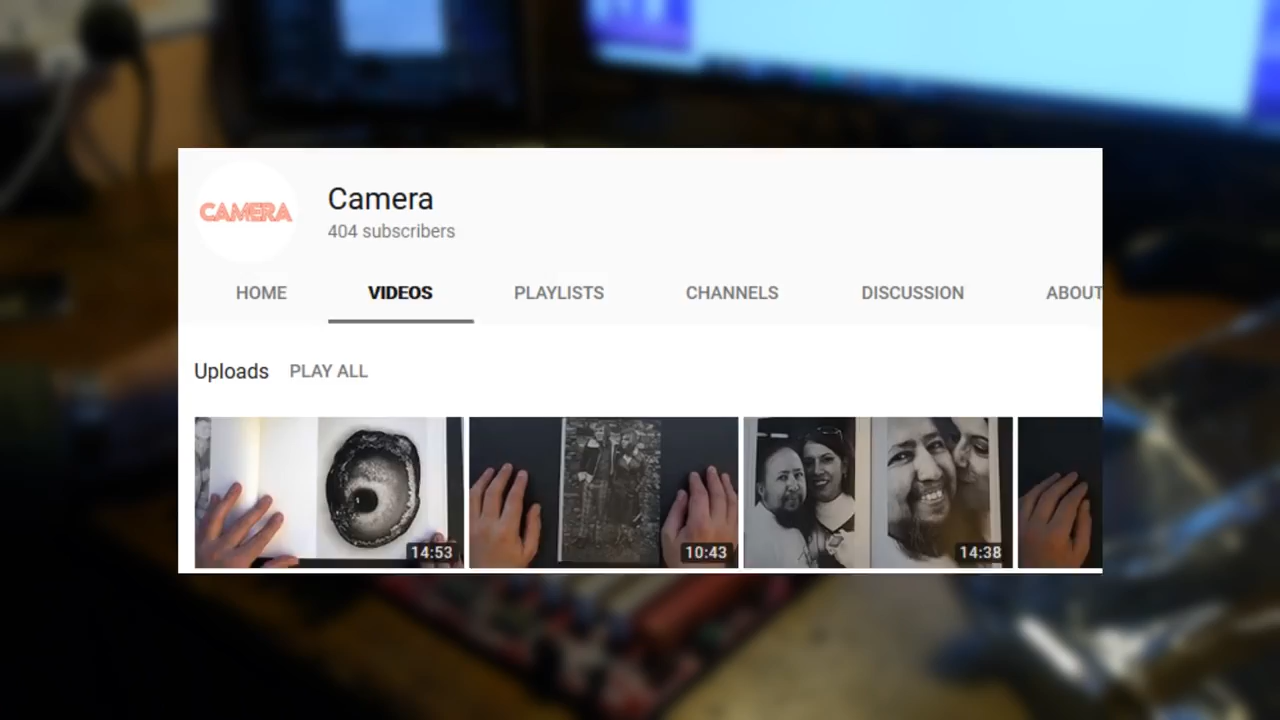 CAMERA
Camera
404 subscribers
HOME VIDEOS PLAYLISTS CHANNELS DISCUSSION ABOUT
Uploads PLAY ALL
14:53 10:43 14:38